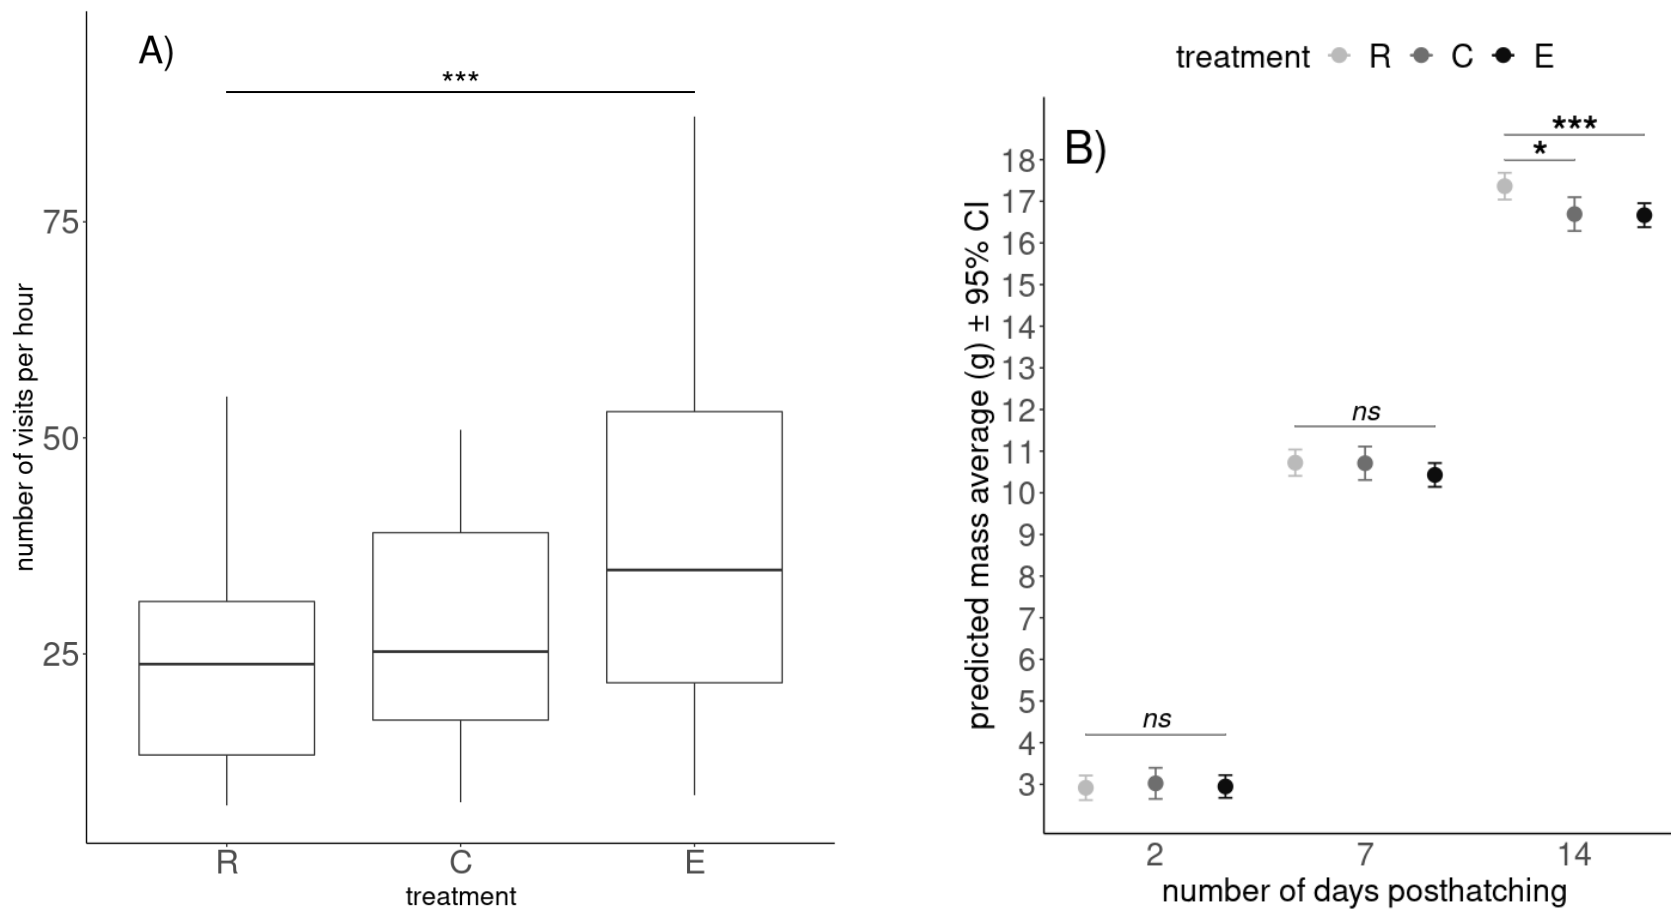 A)
***
75
50
25
number of visits per hour
R C E
treatment
treatment R C E
B)
***
*
18
17
16
15
14
13
12
11
10
9
8
7
6
5
4
3
ns
ns
predicted mass average (g) ± 95% CI
2 7 14
number of days posthatching